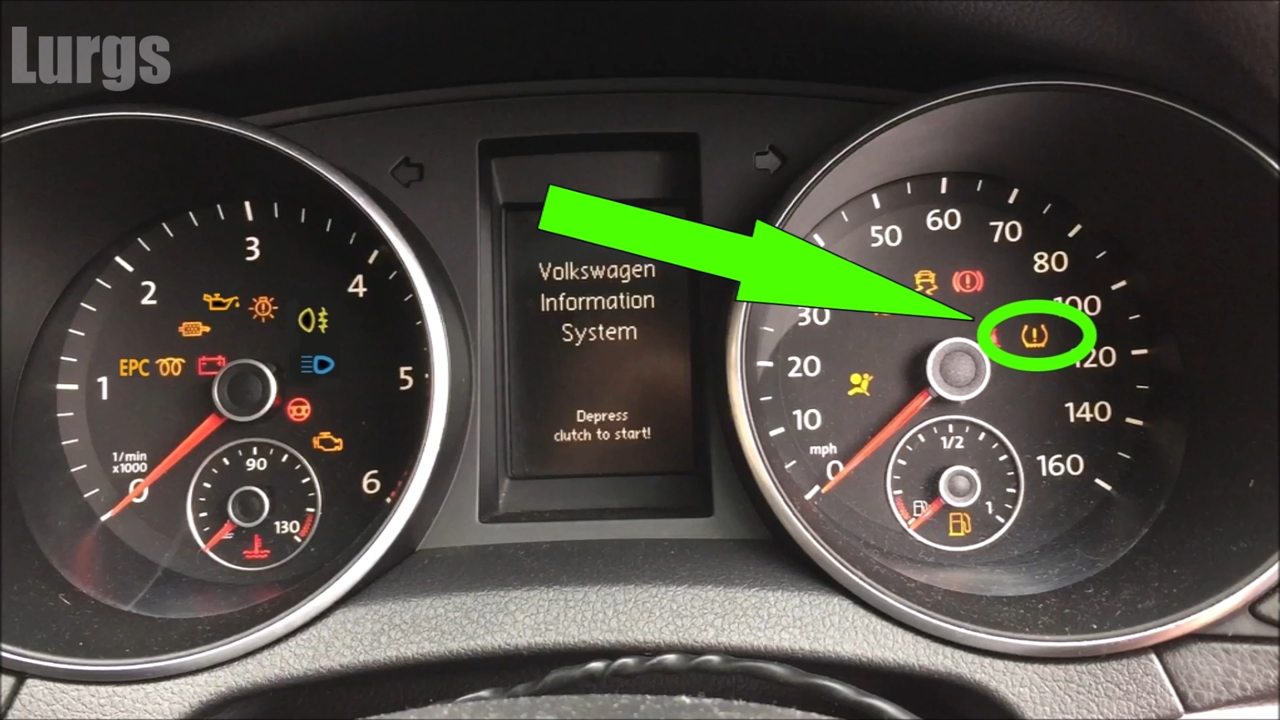 Lurgs
1
2
3
4
5
6
0
1/min
x1000
EPC
90
130
Volkswagen
Information
System
Depress
clutch to start!
0
10
20
30
50
60
70
80
100
120
140
160
mph
1/2
1